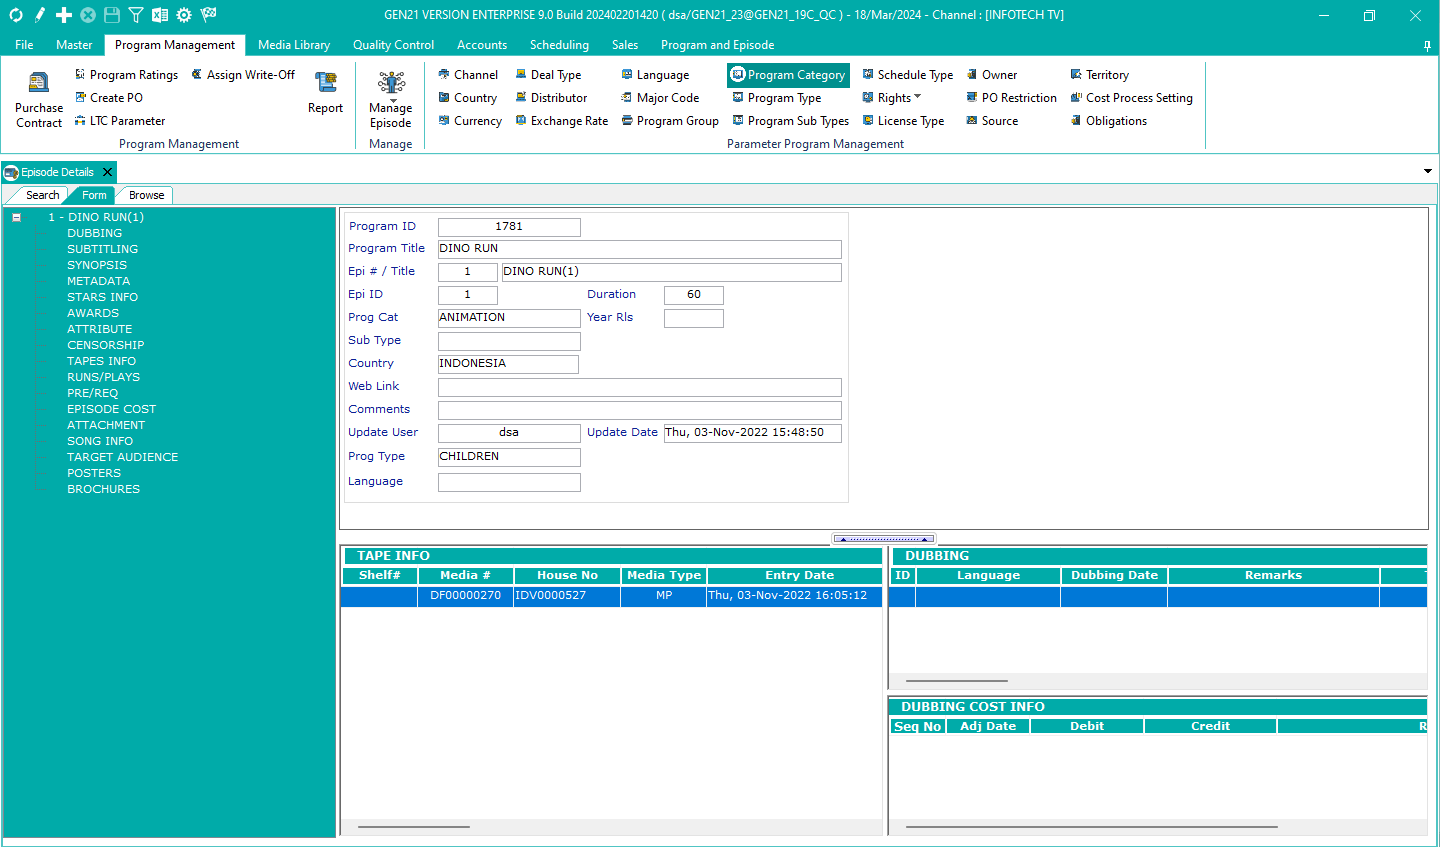 GEN21 VERSION ENTERPRISE 9.0 Build 202402201420 ( dsa/GEN21_23@GEN21_19C_QC ) - 18/Mar/2024 - Channel : [INFOTECH TV]
File Master Program Management Media Library Quality Control Accounts Scheduling Sales Program and Episode
Purchase Contract
Program Ratings
Create PO
LTC Parameter
Assign Write-Off
Report
Program Management
Manage Episode
Manage
Channel
Country
Currency
Deal Type
Distributor
Exchange Rate
Language
Major Code
Program Group
Program Category
Program Type
Program Sub Types
Schedule Type
Rights
License Type
Owner
PO Restriction
Source
Territory
Cost Process Setting
Obligations
Parameter Program Management
Episode Details
Search Form Browse
1 - DINO RUN(1)
DUBBING
SUBTITLING
SYNOPSIS
METADATA
STARS INFO
AWARDS
ATTRIBUTE
CENSORSHIP
TAPES INFO
RUNS/PLAYS
PRE/REQ
EPISODE COST
ATTACHMENT
SONG INFO
TARGET AUDIENCE
POSTERS
BROCHURES
Program ID 1781
Program Title DINO RUN
Epi # / Title 1 DINO RUN(1)
Epi ID 1 Duration 60
Prog Cat ANIMATION Year Rls
Sub Type
Country INDONESIA
Web Link
Comments
Update User dsa Update Date Thu, 03-Nov-2022 15:48:50
Prog Type CHILDREN
Language
TAPE INFO
Shelf# Media # House No Media Type Entry Date
DF00000270 IDV0000527 MP Thu, 03-Nov-2022 16:05:12
DUBBING
ID Language Dubbing Date Remarks
DUBBING COST INFO
Seq No Adj Date Debit Credit R